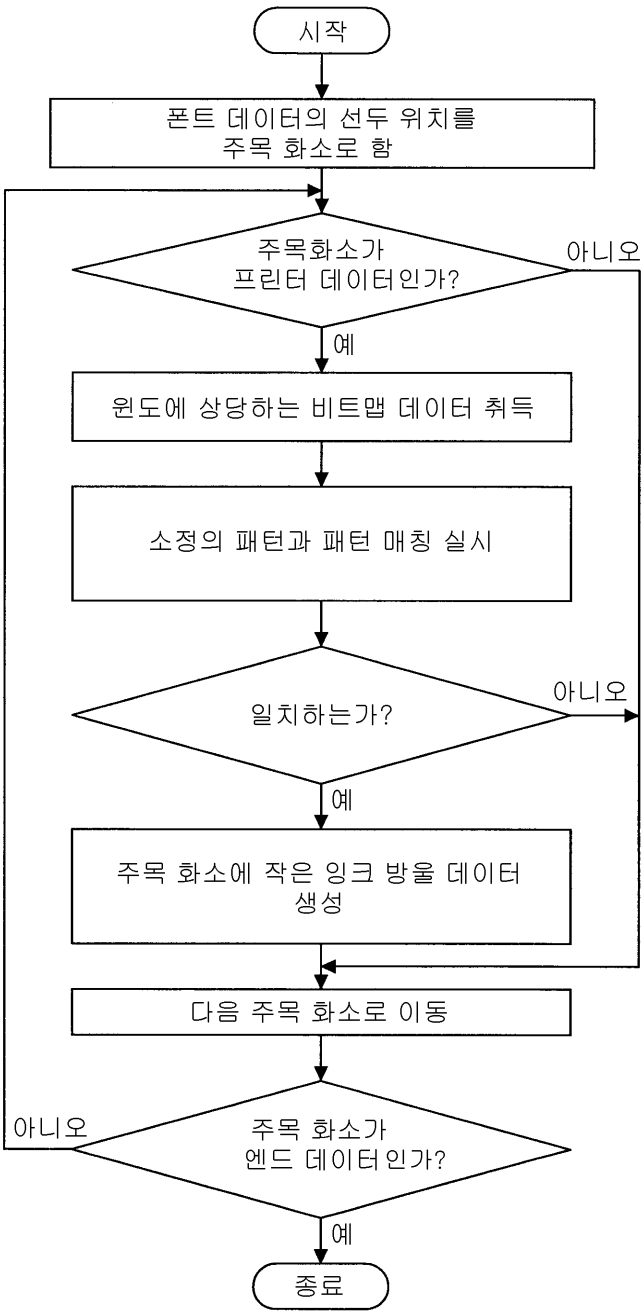 시작
폰트 데이터의 선두 위치를
주목 화소로 함
주목화소가
프린터 데이터인가?
아니오
예
윈도에 상당하는 비트맵 데이터 취득
소정의 패턴과 패턴 매칭 실시
일치하는가?
아니오
예
주목 화소에 작은 잉크 방울 데이터
생성
다음 주목 화소로 이동
주목 화소가
엔드 데이터인가?
아니오
예
종료